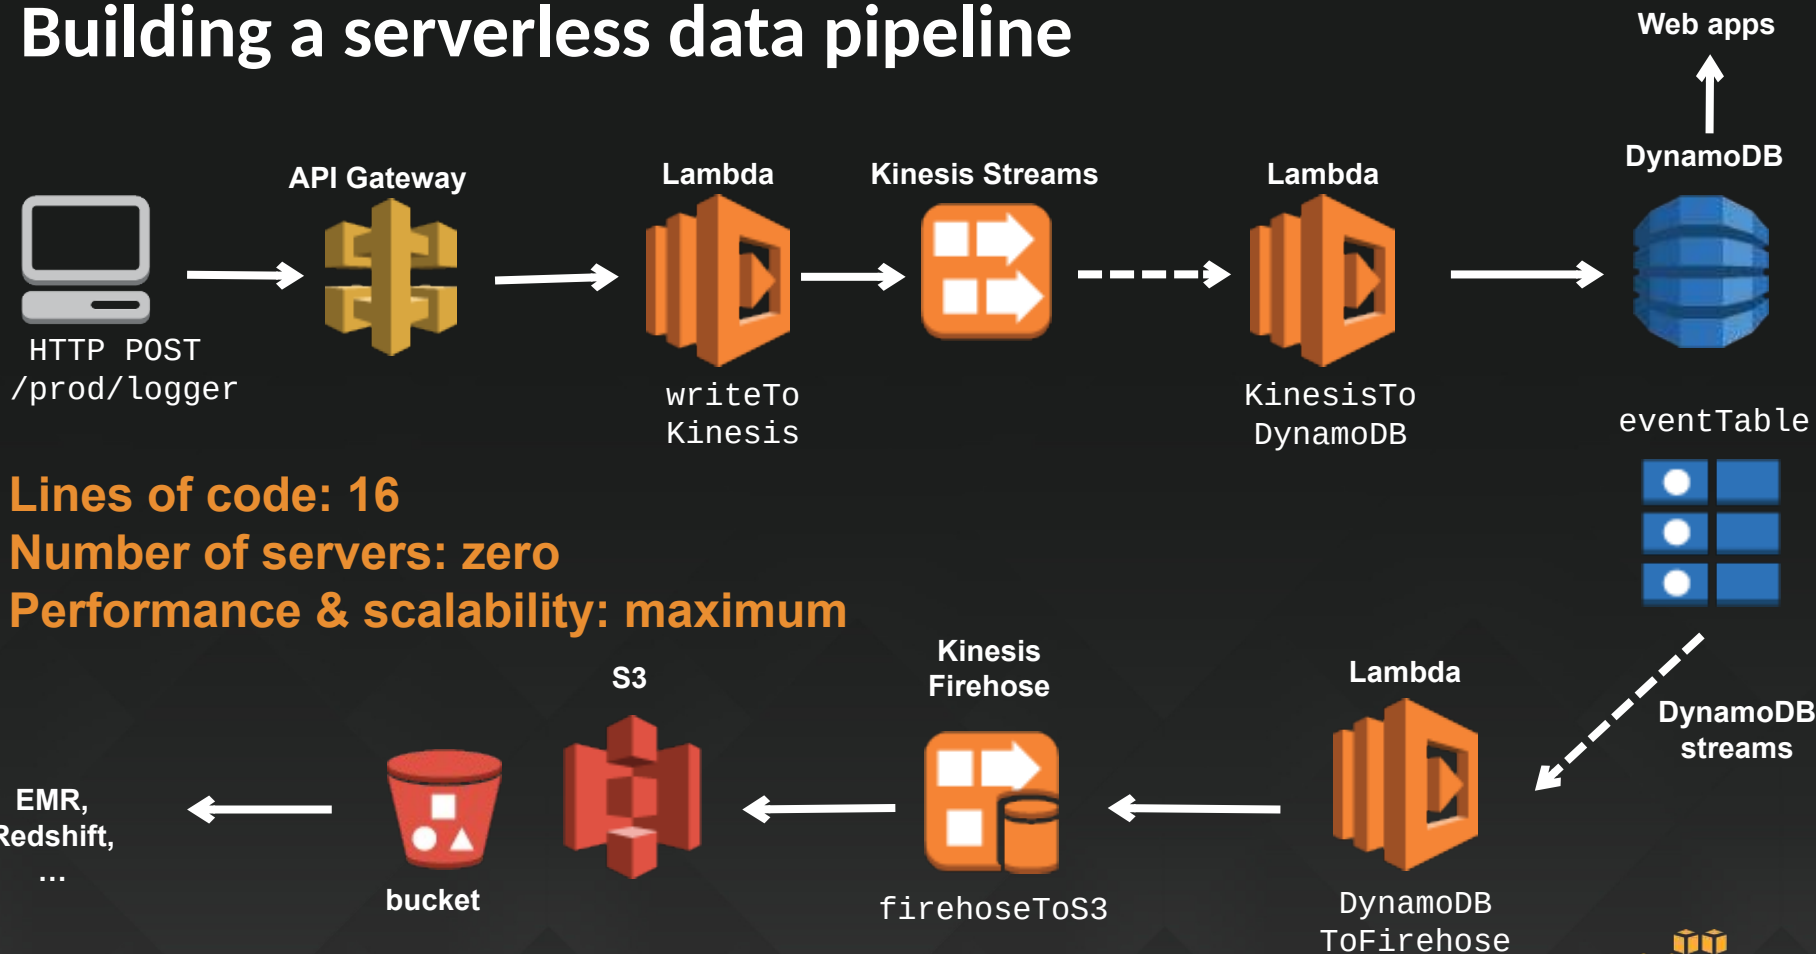 Building a serverless data pipeline
Web apps
DynamoDB
API Gateway
Lambda
Kinesis Streams
Lambda
HTTP POST
/prod/logger
writeTo
Kinesis
KinesisTo
DynamoDB
eventTable
Lines of code: 16
Number of servers: zero
Performance & scalability: maximum
DynamoDB
streams
Lambda
DynamoDB
ToFirehose
Kinesis
Firehose
firehoseToS3
S3
bucket
EMR,
Redshift,
…